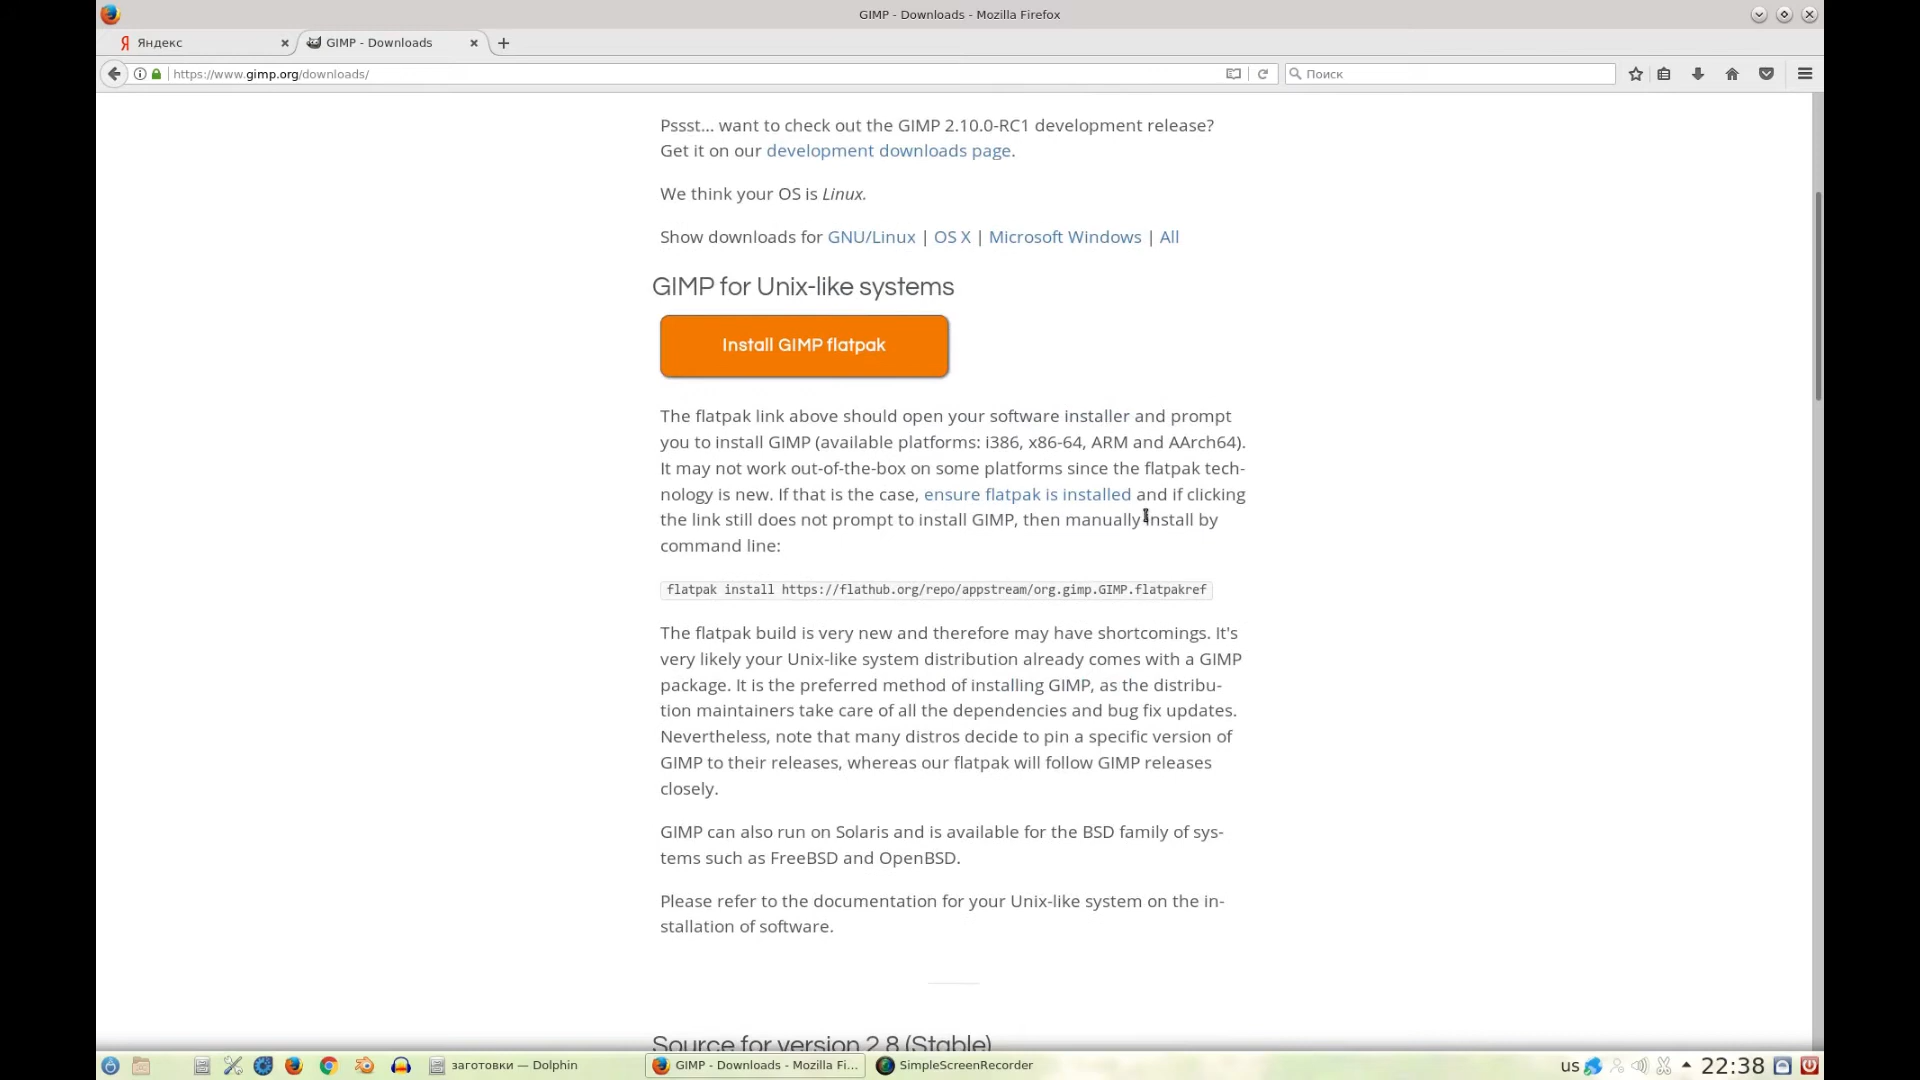 GIMP - Downloads - Mozilla Firefox
Яндекс
GIMP - Downloads
https://www.gimp.org/downloads/
Поиск
Pssst… want to check out the GIMP 2.10.0-RC1 development release?
Get it on our development downloads page.
We think your OS is Linux.
Show downloads for GNU/Linux | OS X | Microsoft Windows | All
GIMP for Unix-like systems
Install GIMP flatpak
The flatpak link above should open your software installer and prompt
you to install GIMP (available platforms: i386, x86-64, ARM and AArch64).
It may not work out-of-the-box on some platforms since the flatpak tech-
nology is new. If that is the case, ensure flatpak is installed and if clicking
the link still does not prompt to install GIMP, then manually install by
command line:
flatpak install https://flathub.org/repo/appstream/org.gimp.GIMP.flatpakref
The flatpak build is very new and therefore may have shortcomings. It's
very likely your Unix-like system distribution already comes with a GIMP
package. It is the preferred method of installing GIMP, as the distribu-
tion maintainers take care of all the dependencies and bug fix updates.
Nevertheless, note that many distros decide to pin a specific version of
GIMP to their releases, whereas our flatpak will follow GIMP releases
closely.
GIMP can also run on Solaris and is available for the BSD family of sys-
tems such as FreeBSD and OpenBSD.
Please refer to the documentation for your Unix-like system on the in-
stallation of software.
Source for version 2.8 (Stable)
заготовки — Dolphin
GIMP - Downloads - Mozilla Fi...
SimpleScreenRecorder
us
22:38